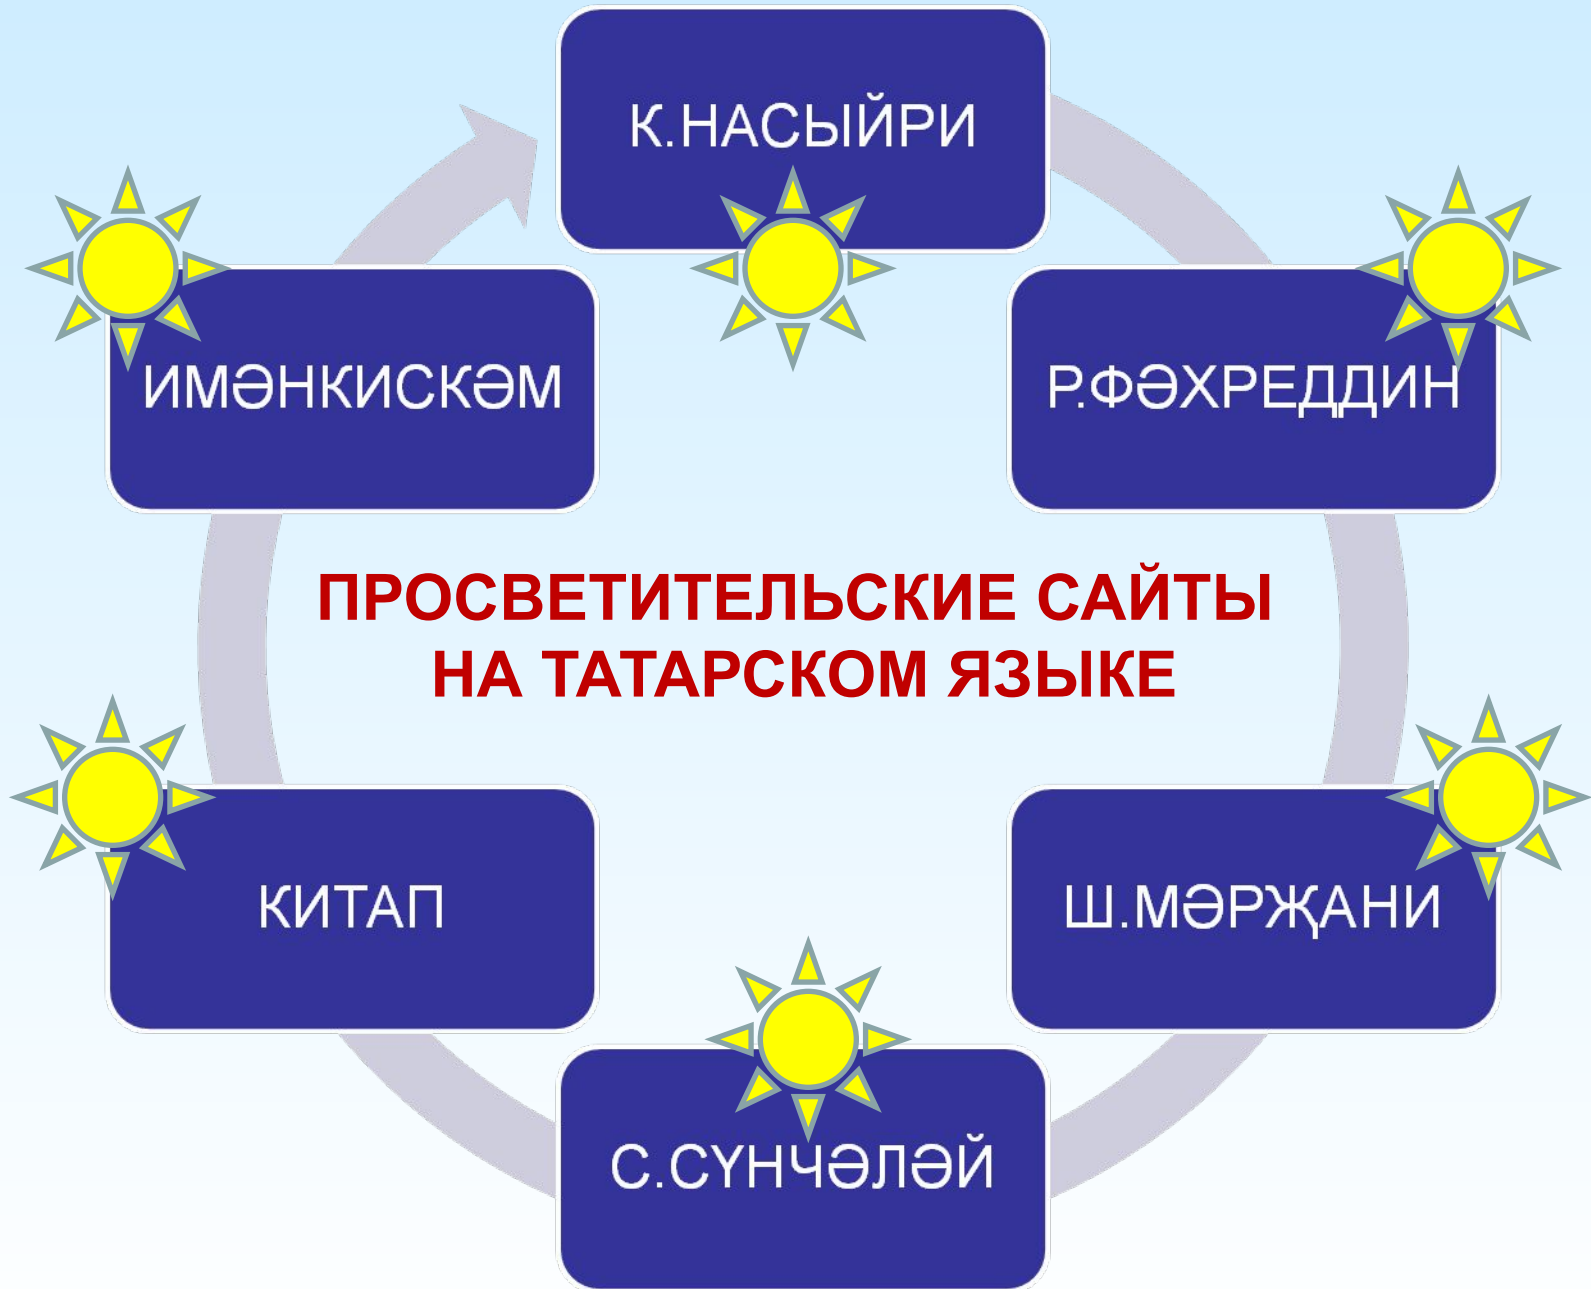 К.НАСЫЙРИ
ИМӘНКИСКӘМ
Р.ФӘХРЕДДИН
ПРОСВЕТИТЕЛЬСКИЕ САЙТЫ
НА ТАТАРСКОМ ЯЗЫКЕ
КИТАП
Ш.МӘРҖАНИ
С.СҮНЧӘЛӘЙ